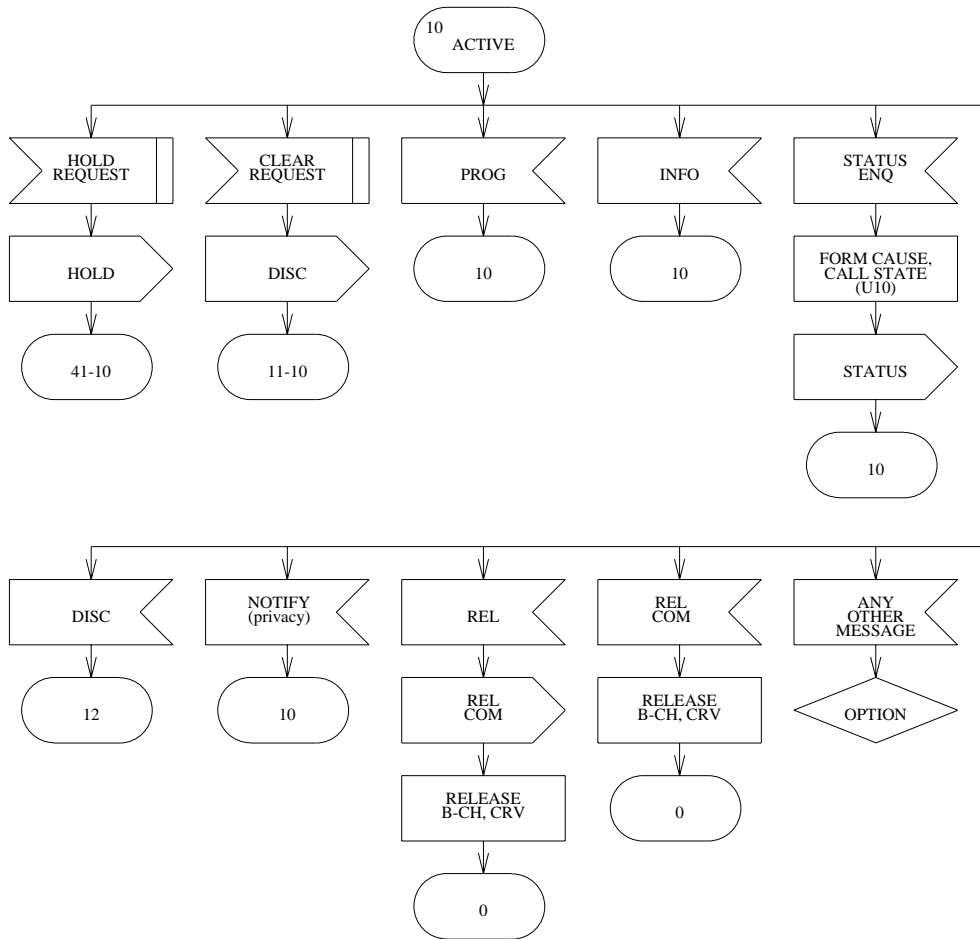 10
ACTIVE
HOLD
REQUEST
CLEAR
REQUEST
PROG
INFO
STATUS
ENQ
HOLD
DISC
10
10
FORM CAUSE,
CALL STATE
(U10)
41-10
11-10
STATUS
10
DISC
NOTIFY
(privacy)
REL
REL
COM
ANY
OTHER
MESSAGE
12
10
REL
COM
RELEASE
B-CH, CRV
OPTION
RELEASE
B-CH, CRV
0
0